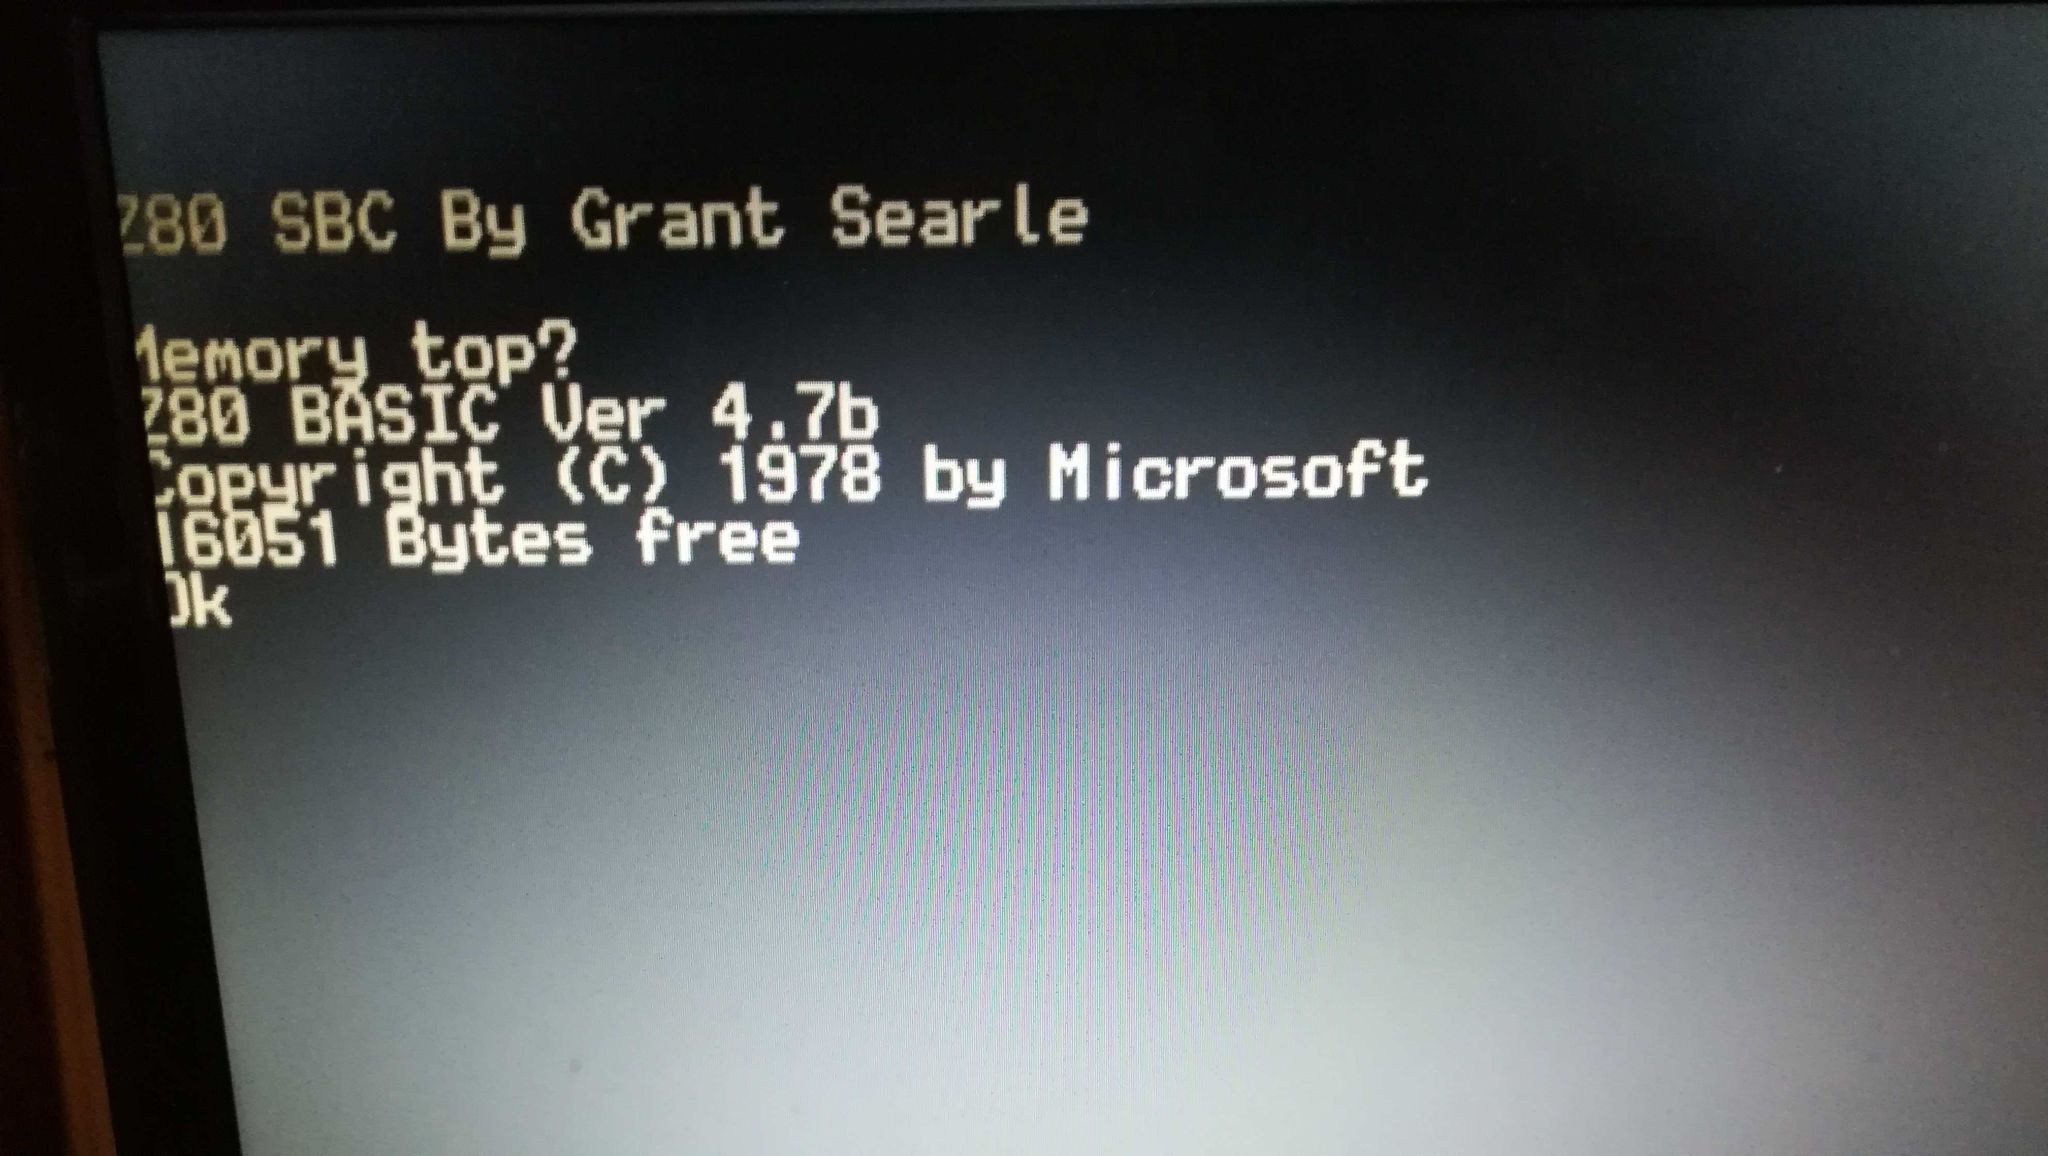 Z80 SBC By Grant Searle
Memory top?
Z80 BASIC Ver 4.7b
Copyright (C) 1978 by Microsoft
16051 Bytes free
Ok